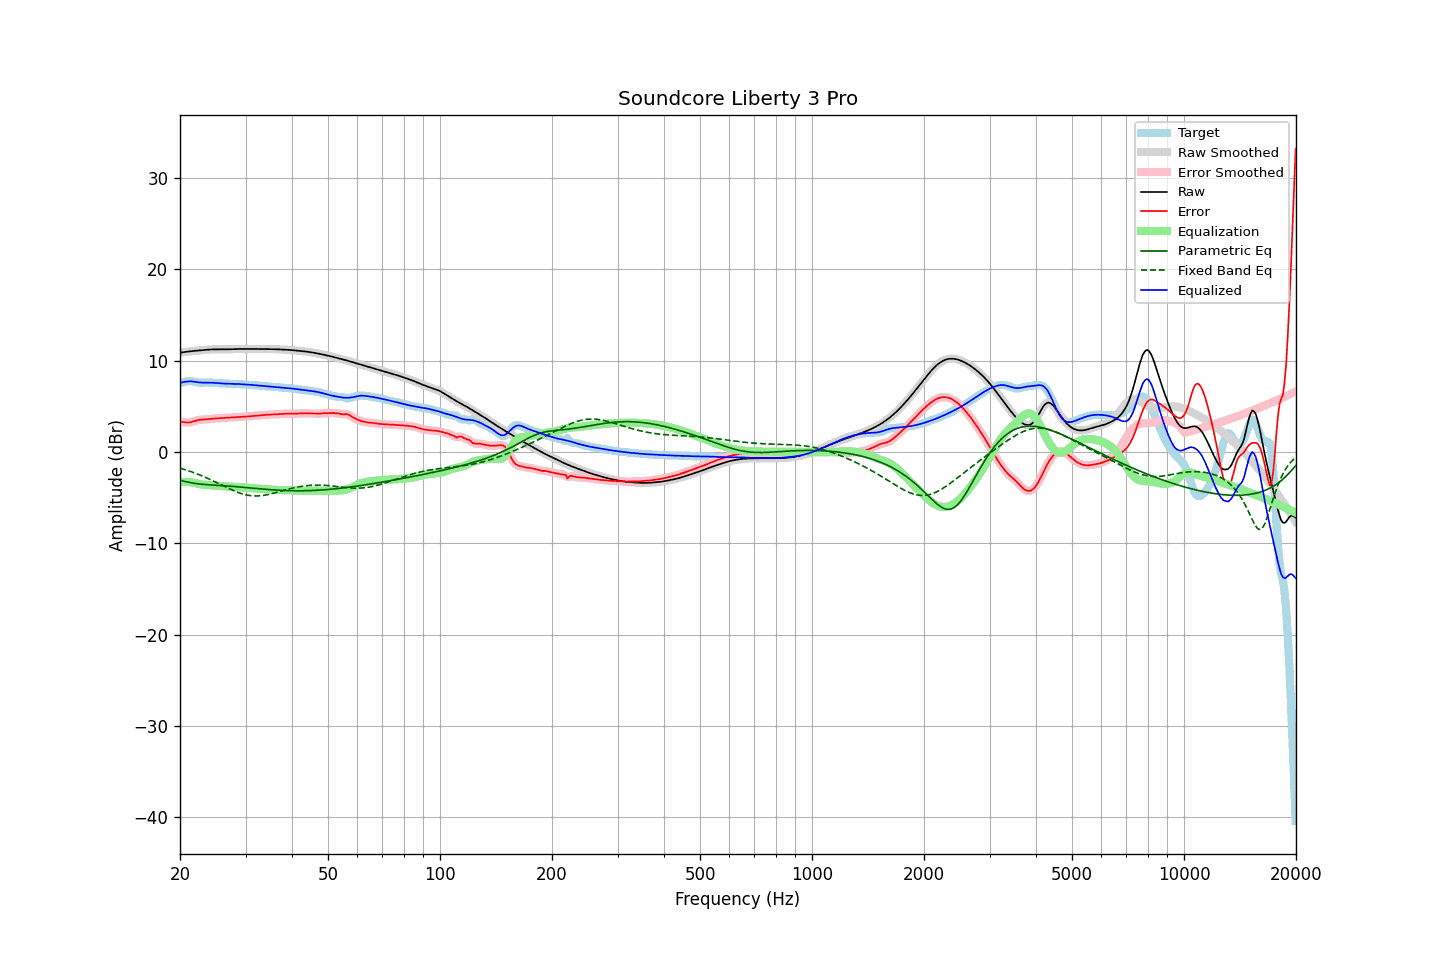 Soundcore Liberty 3 Pro
Target
Raw Smoothed
Error Smoothed
Raw
Error
Equalization
Parametric Eq
Fixed Band Eq
Equalized
Amplitude (dBr)
30
20
10
0
−10
−20
−30
−40
20 50 100 200 500 1000 2000 5000 10000 20000
Frequency (Hz)